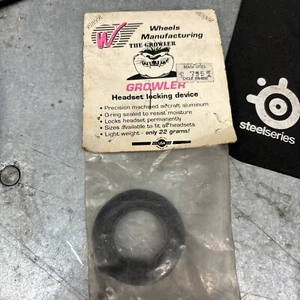 Wheels
Manufacturing
THE GROWLER
GROWLER
Headset locking device
• Precision machined aircraft aluminum
• O-ring sealed to resist moisture
• Locks headset permanently
• Sizes available to fit all headsets
• Light weight - only 22 grams!
steelseries